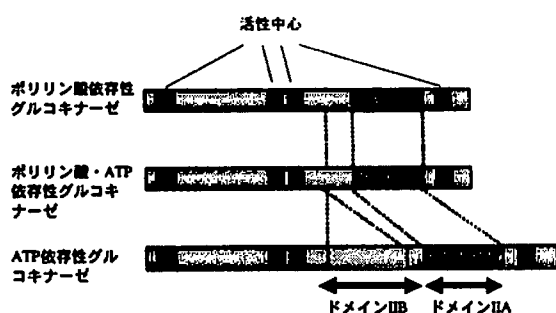 活性中心
ポリリン酸依存性
グルコキナーゼ
ポリリン酸・ATP
依存性グルコキ
ナーゼ
ATP依存性グル
コキナーゼ
ドメインIIB
ドメインIIA